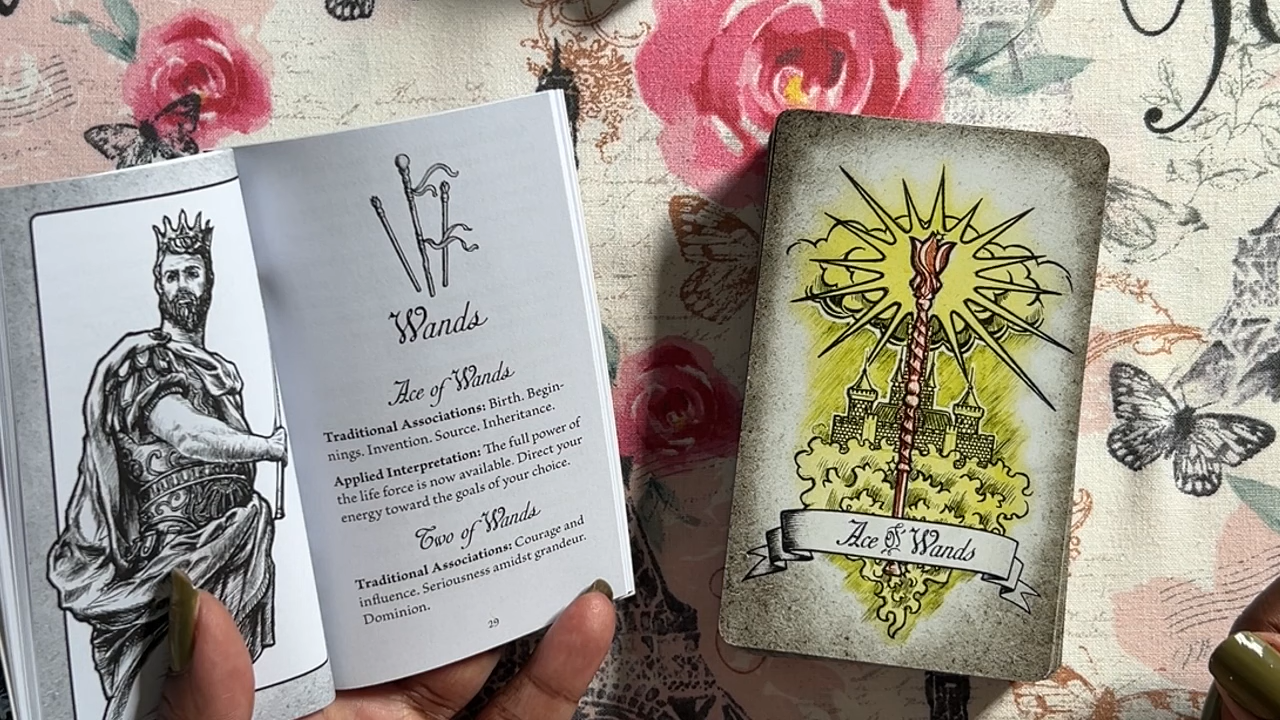 Wands
Ace of Wands
Traditional Associations: Birth. Begin-
nings. Invention. Source. Inheritance.
Applied Interpretation: The full power of
the life force is now available. Direct your
energy toward the goals of your choice.
Two of Wands
Traditional Associations: Courage and
influence. Seriousness amidst grandeur.
Dominion.
29
Ace of Wands